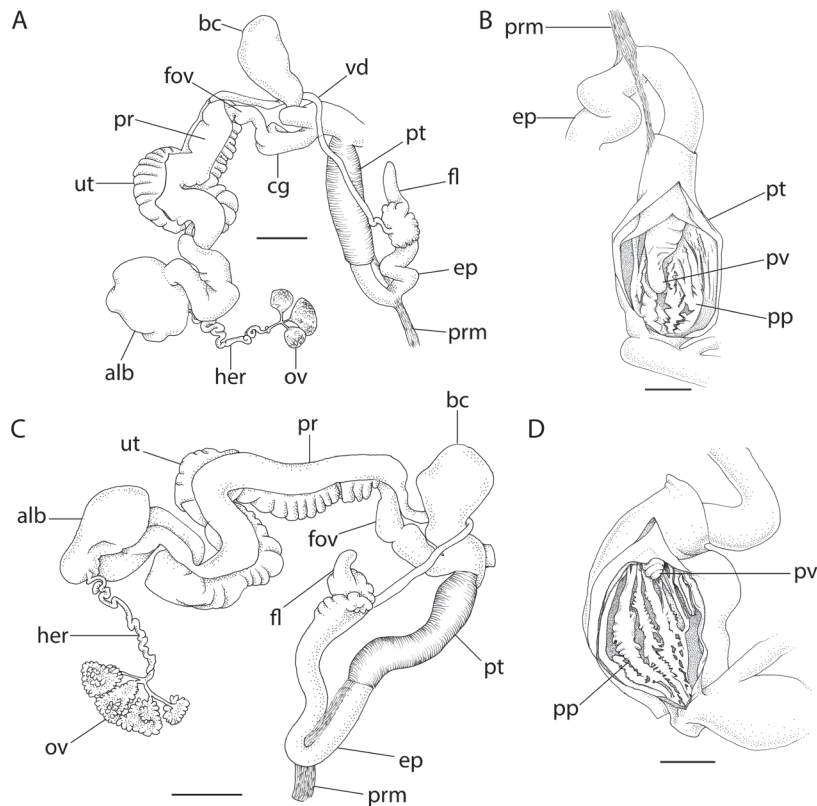 A
bc
fov
vd
pr
pt
ut
cg
fl
ep
alb
her
ov
prm
B
prm
ep
pt
pv
pp
C
bc
pr
ut
alb
fov
fl
her
pt
ov
ep
prm
D
pv
pp